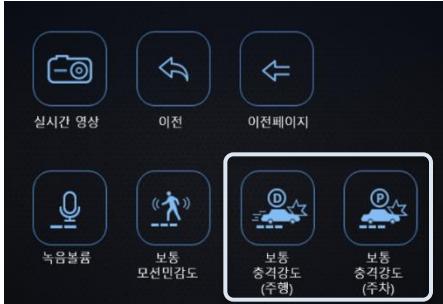 실시간 영상
이전
이전페이지
D
P
녹음볼륨
보통
모션민감도
보통
충격강도
(주행)
보통
충격강도
(주차)